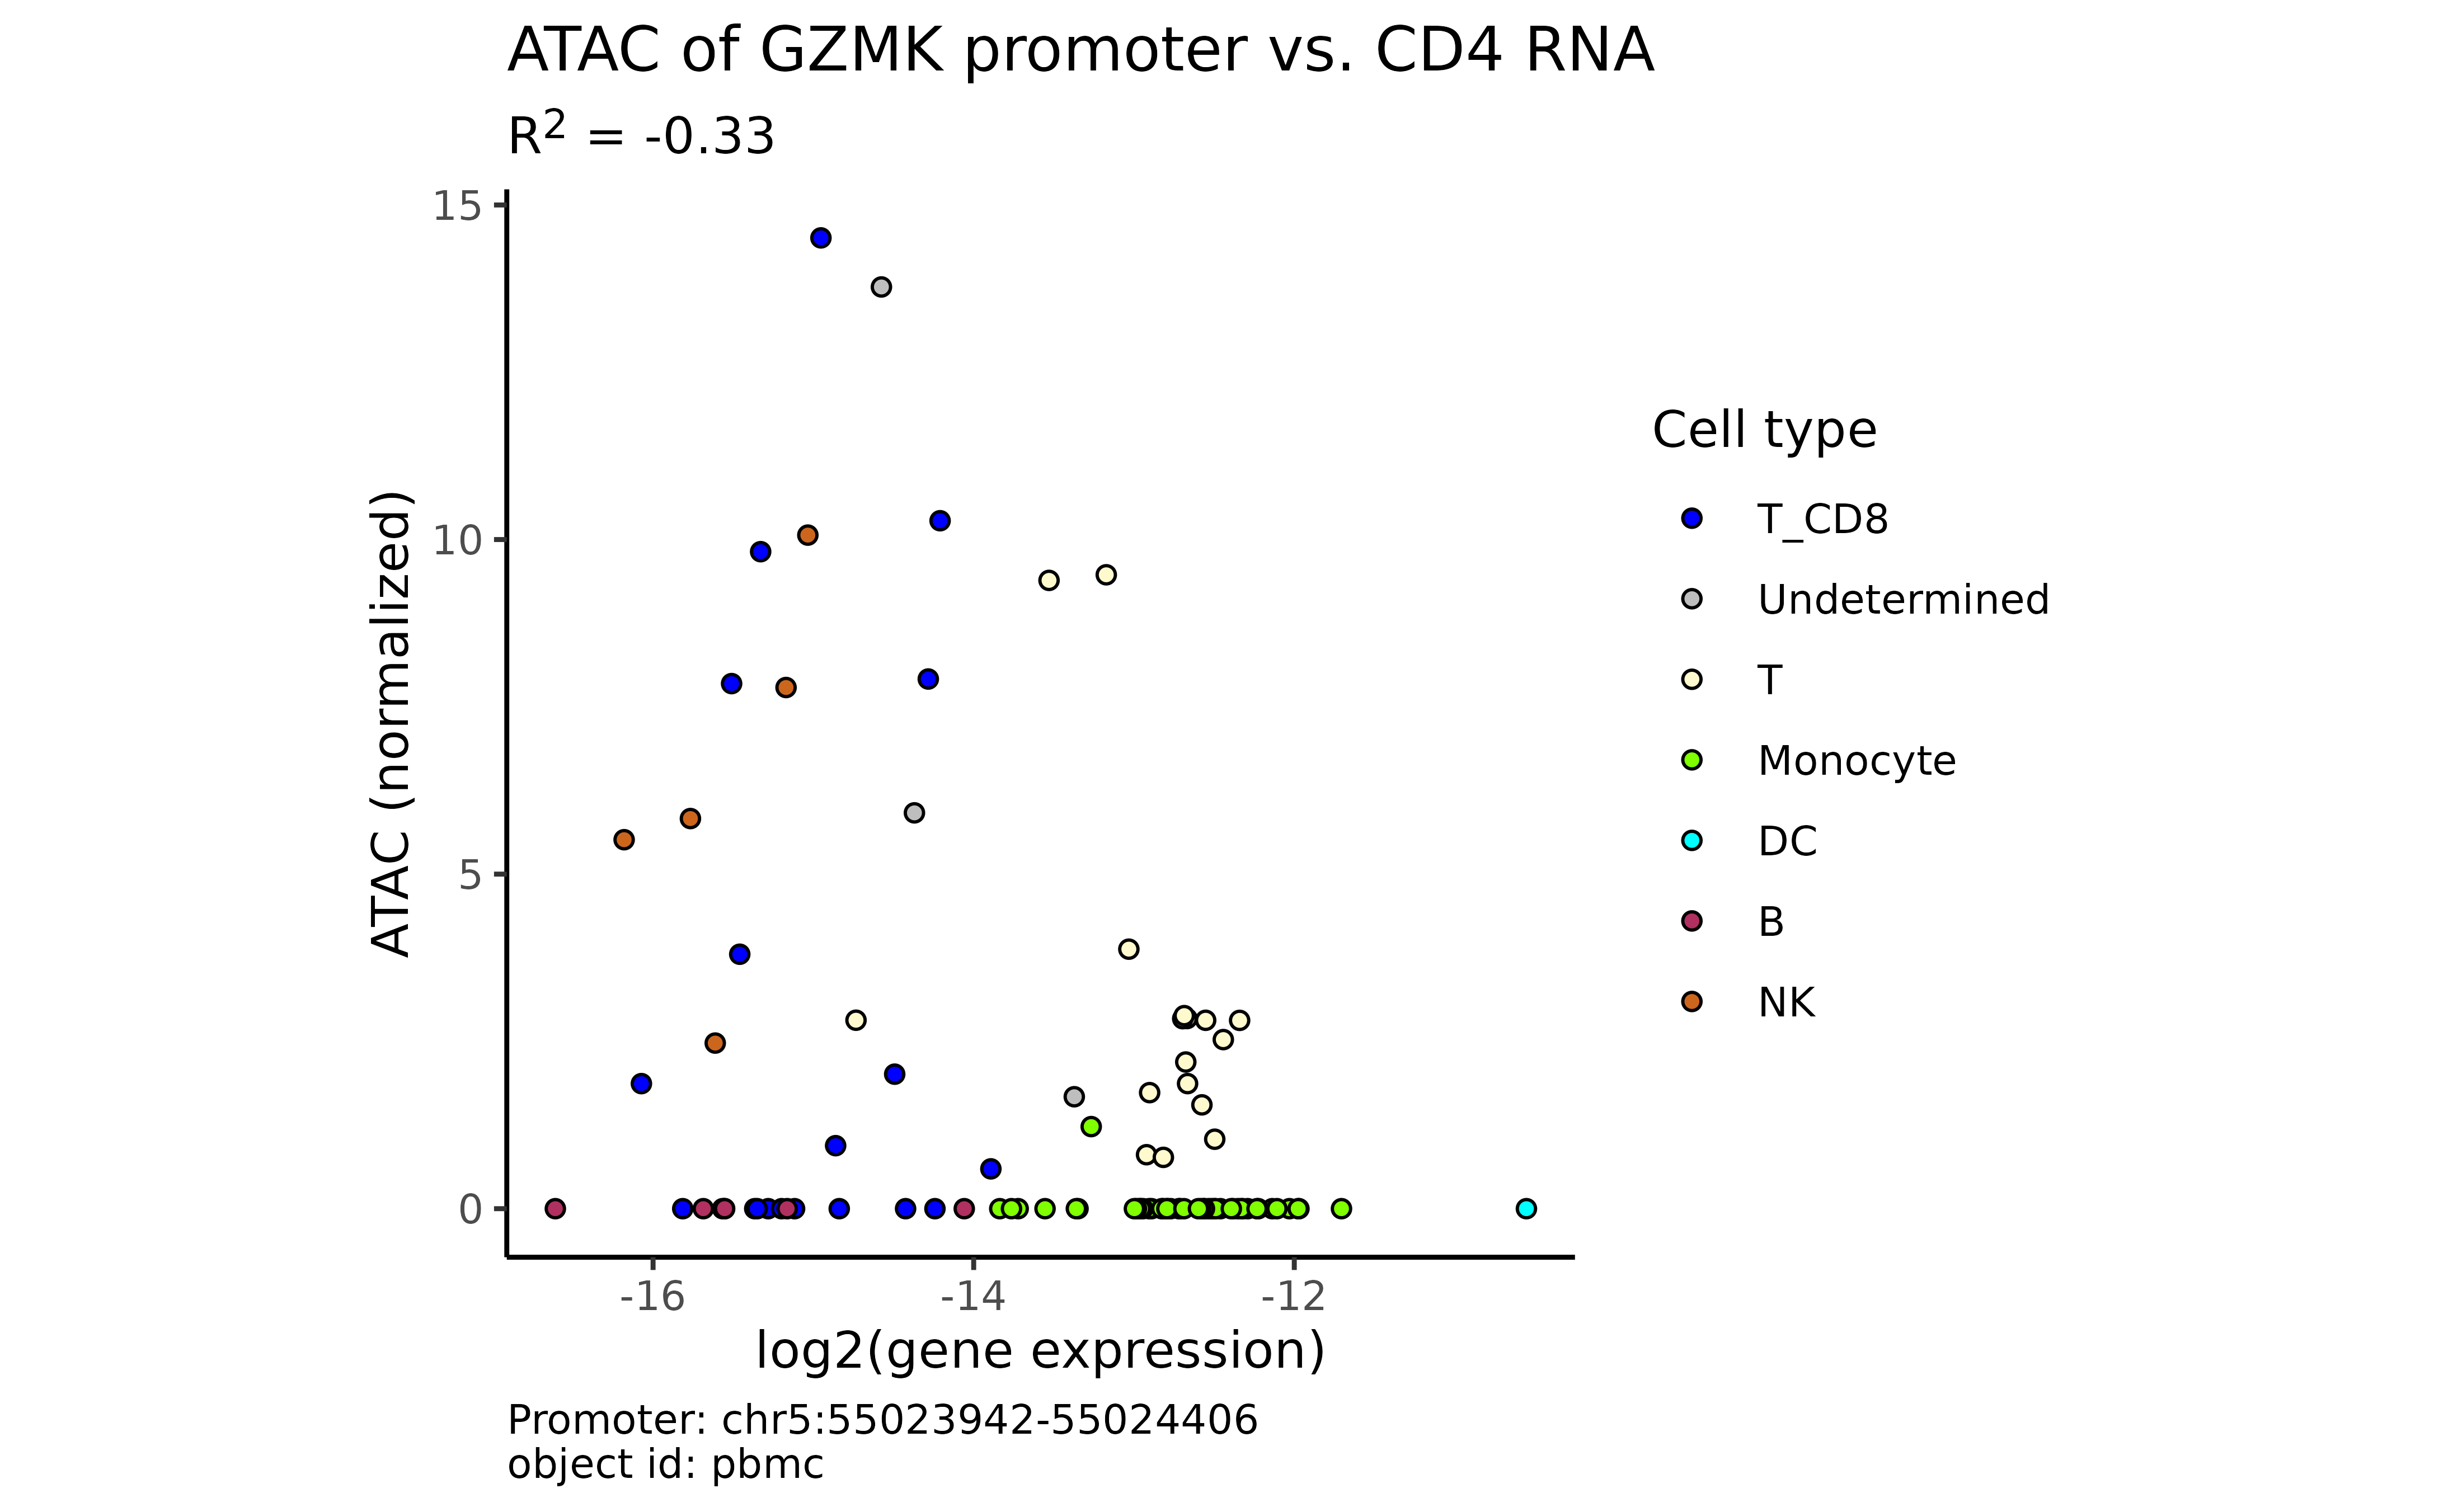 ATAC of GZMK promoter vs. CD4 RNA
R² = -0.33
15
10
5
0
ATAC (normalized)
-16
-14
-12
log2(gene expression)
Cell type
T_CD8
Undetermined
T
Monocyte
DC
B
NK
Promoter: chr5:55023942-55024406
object id: pbmc